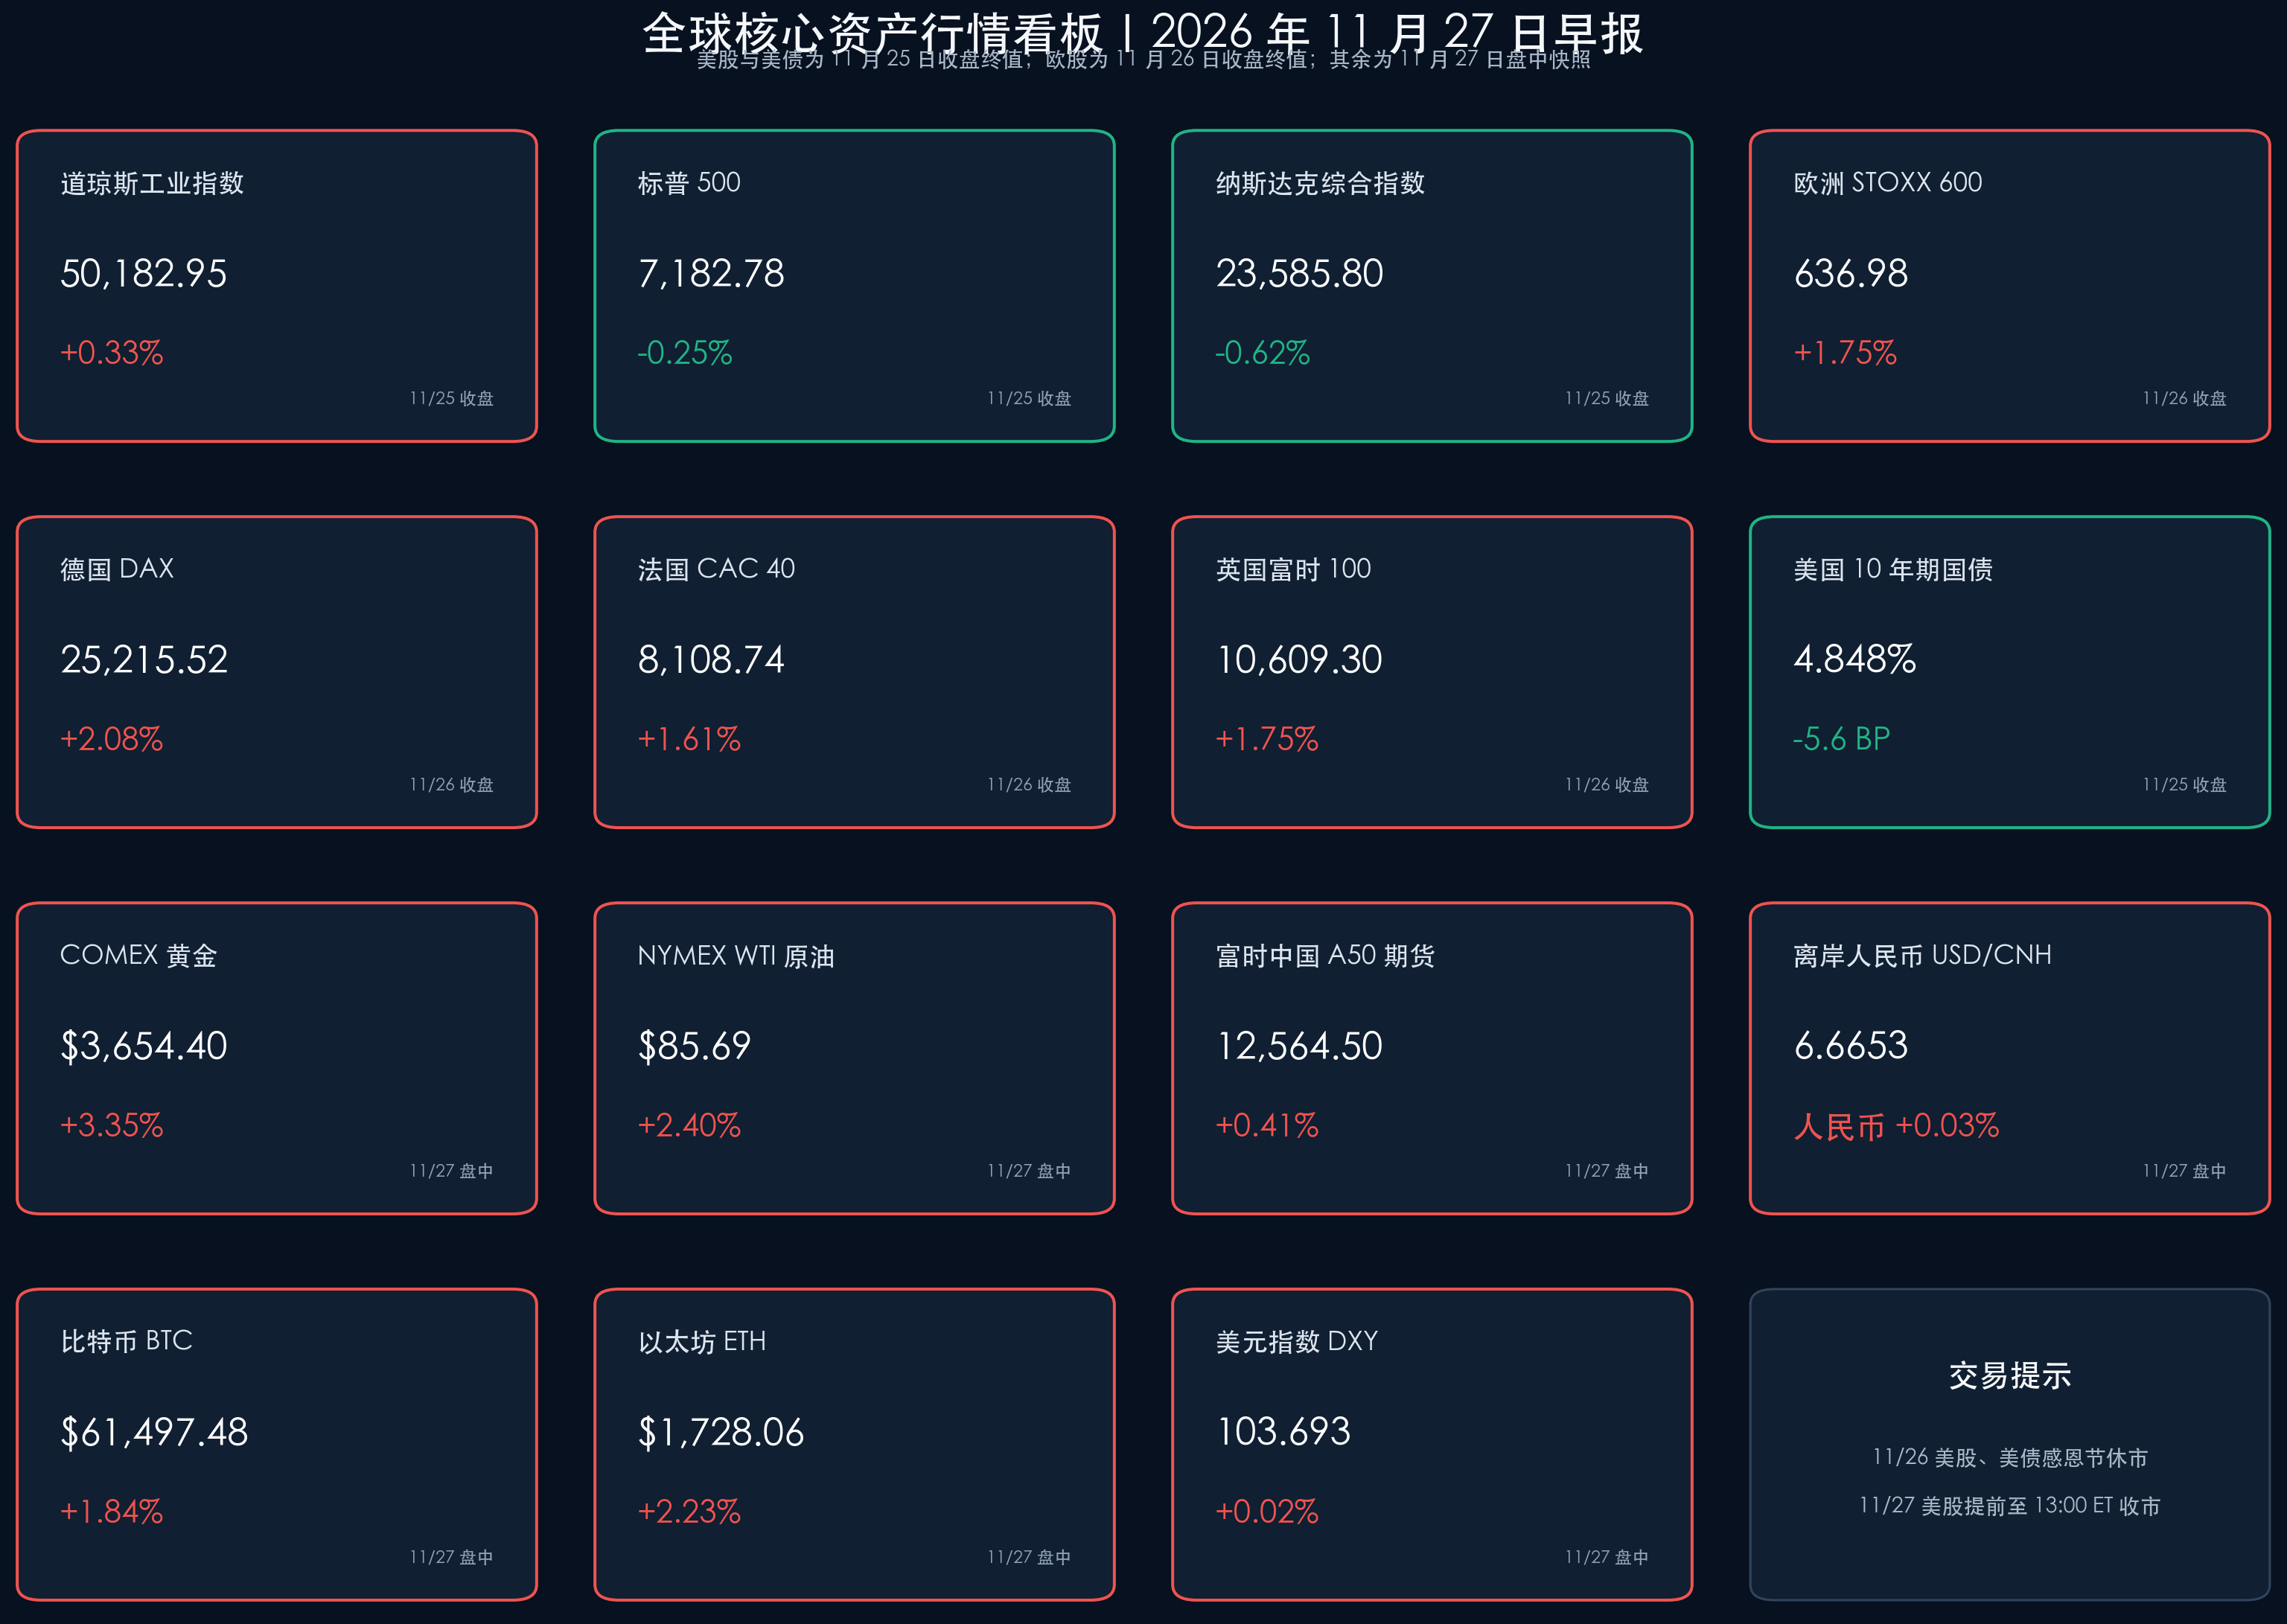 全球核心资产行情看板丨2026 年 11 月 27 日早报
美股与美债为 11 月 25 日收盘终值；欧股为 11 月 26 日收盘终值；其余为 11 月 27 日盘中快照
道琼斯工业指数
50,182.95
+0.33%
11/25 收盘
标普 500
7,182.78
-0.25%
11/25 收盘
纳斯达克综合指数
23,585.80
-0.62%
11/25 收盘
欧洲 STOXX 600
636.98
+1.75%
11/26 收盘
德国 DAX
25,215.52
+2.08%
11/26 收盘
法国 CAC 40
8,108.74
+1.61%
11/26 收盘
英国富时 100
10,609.30
+1.75%
11/26 收盘
美国 10 年期国债
4.848%
-5.6 BP
11/25 收盘
COMEX 黄金
$3,654.40
+3.35%
11/27 盘中
NYMEX WTI 原油
$85.69
+2.40%
11/27 盘中
富时中国 A50 期货
12,564.50
+0.41%
11/27 盘中
离岸人民币 USD/CNH
6.6653
人民币 +0.03%
11/27 盘中
比特币 BTC
$61,497.48
+1.84%
11/27 盘中
以太坊 ETH
$1,728.06
+2.23%
11/27 盘中
美元指数 DXY
103.693
+0.02%
11/27 盘中
交易提示
11/26 美股、美债感恩节休市
11/27 美股提前至 13:00 ET 收市